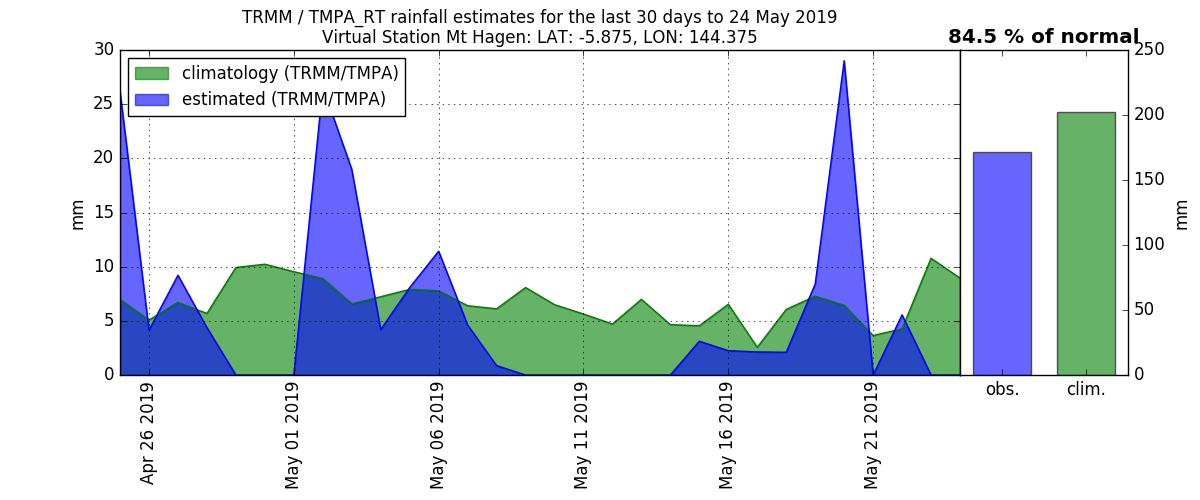 TRMM / TMPA_RT rainfall estimates for the last 30 days to 24 May 2019
Virtual Station Mt Hagen: LAT: -5.875, LON: 144.375
84.5 % of normal
climatology (TRMM/TMPA)
estimated (TRMM/TMPA)
30
25
20
15
10
5
0
mm
Apr 26 2019
May 01 2019
May 06 2019
May 11 2019
May 16 2019
May 21 2019
250
200
150
100
50
0
mm
obs.
clim.